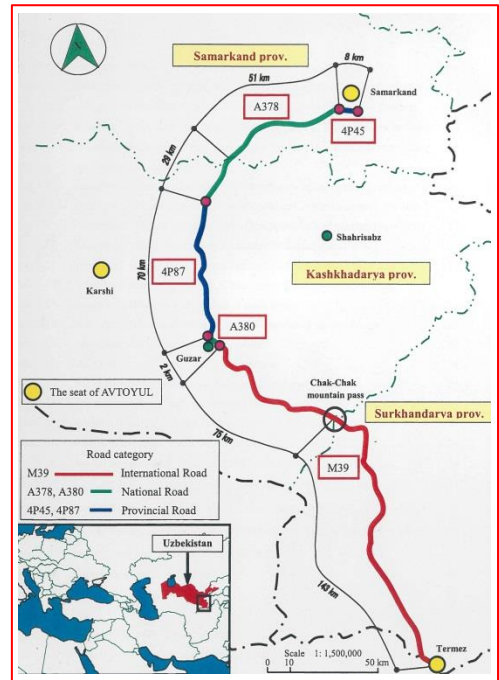 Samarkand prov.
8 km
51 km
Samarkand
A378
4P45
29 km
Shahrisabz
70 km
4P87
Karshi
Kashkhadarya prov.
A380
Guzar
2 km
Chak-Chak
mountain pass
The seat of AVTOYUL
Surkhandarva prov.
75 km
M39
Road category
M39 International Road
A378, A380 National Road
4P45, 4P87 Provincial Road
Uzbekistan
143 km
Termez
Scale 1: 1,500,000
10 0 50 km